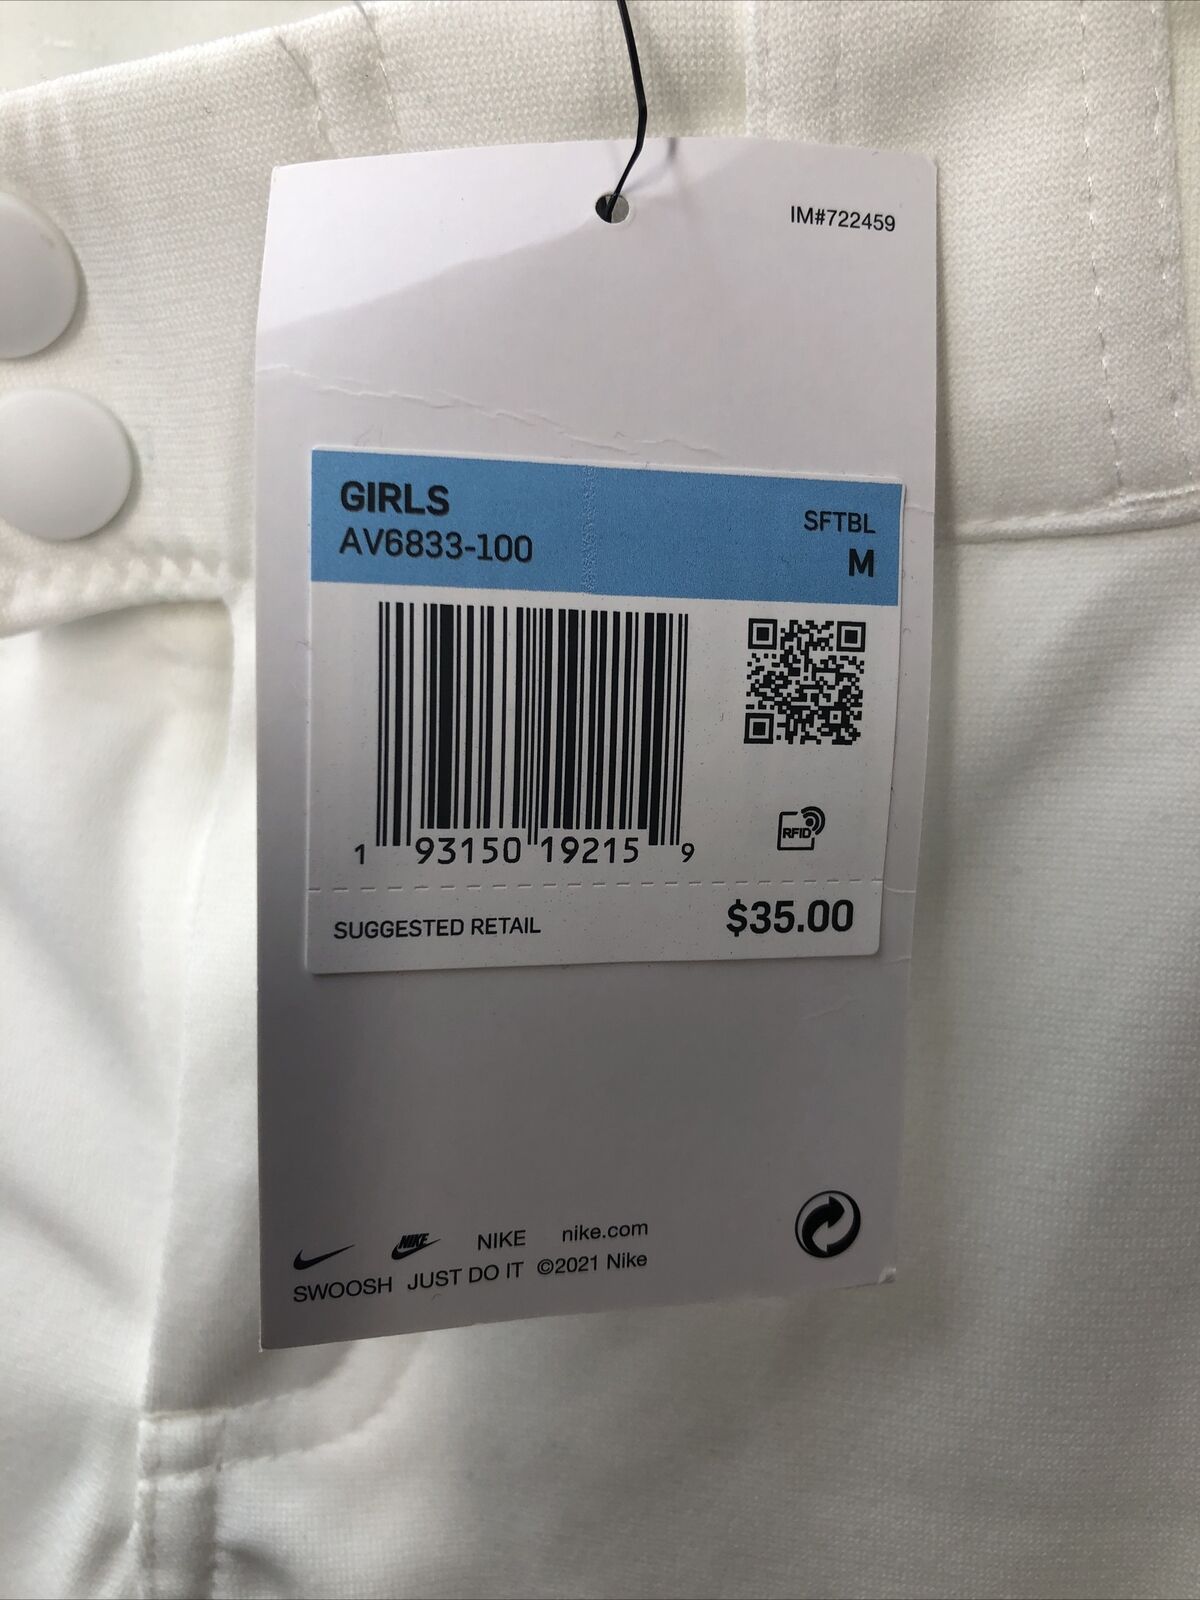 IM#722459
GIRLS
AV6833-100
SFTBL
M
1 93150 19215 9
RFID
SUGGESTED RETAIL $35.00
NIKE NIKE nike.com
SWOOSH JUST DO IT ©2021 Nike